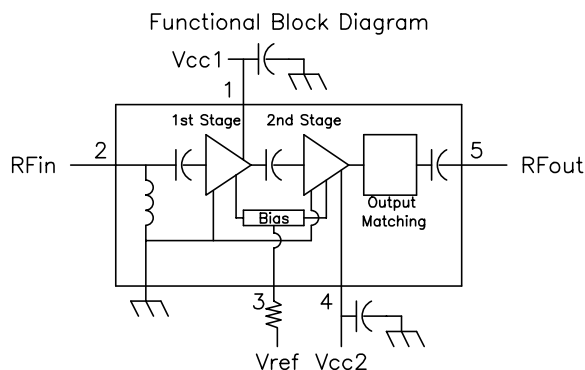 Functional Block Diagram
Vcc1
1
1st Stage
2nd Stage
2
5
RFin
RFout
Bias
Output
Matching
3
4
Vref
Vcc2